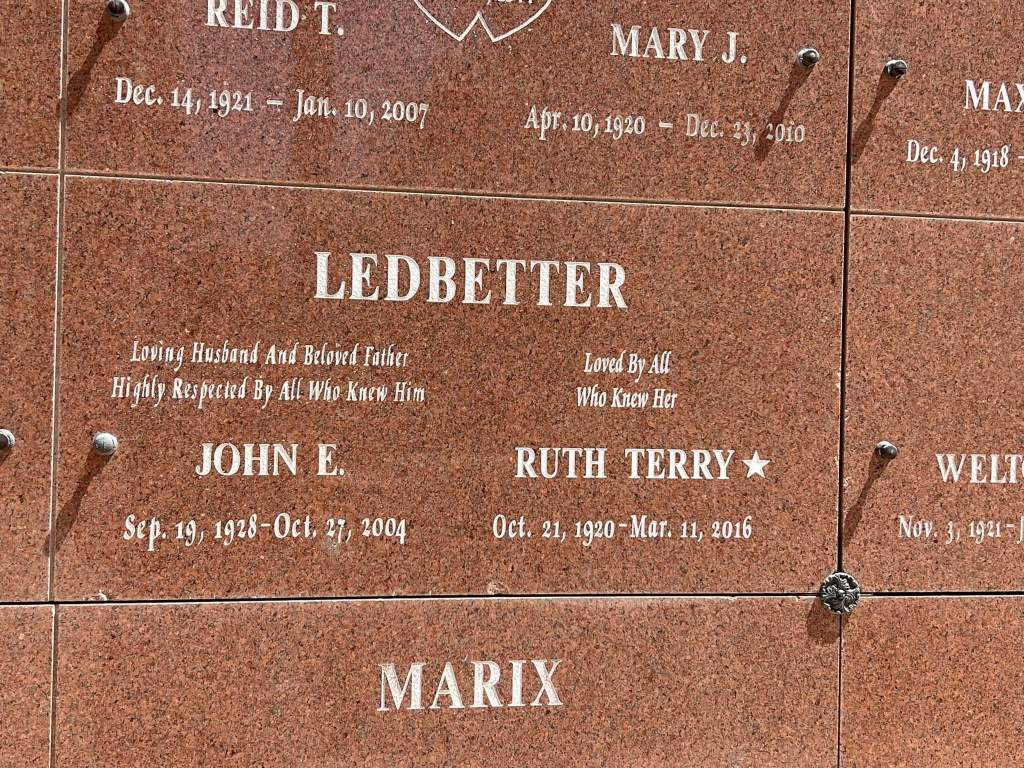 REID T.
MARY J.
Dec. 14, 1921 – Jan. 10, 2007
Apr. 10, 1920 – Dec. 23, 2010
Dec. 4, 1918 –
LEDBETTER
Loving Husband And Beloved Father
Highly Respected By All Who Knew Him
Loved By All
Who Knew Her
JOHN E.
RUTH TERRY★
Sep. 19, 1928-Oct. 27, 2004
Oct. 21, 1920-Mar. 11, 2016
Nov. 3, 1921-
MARIX